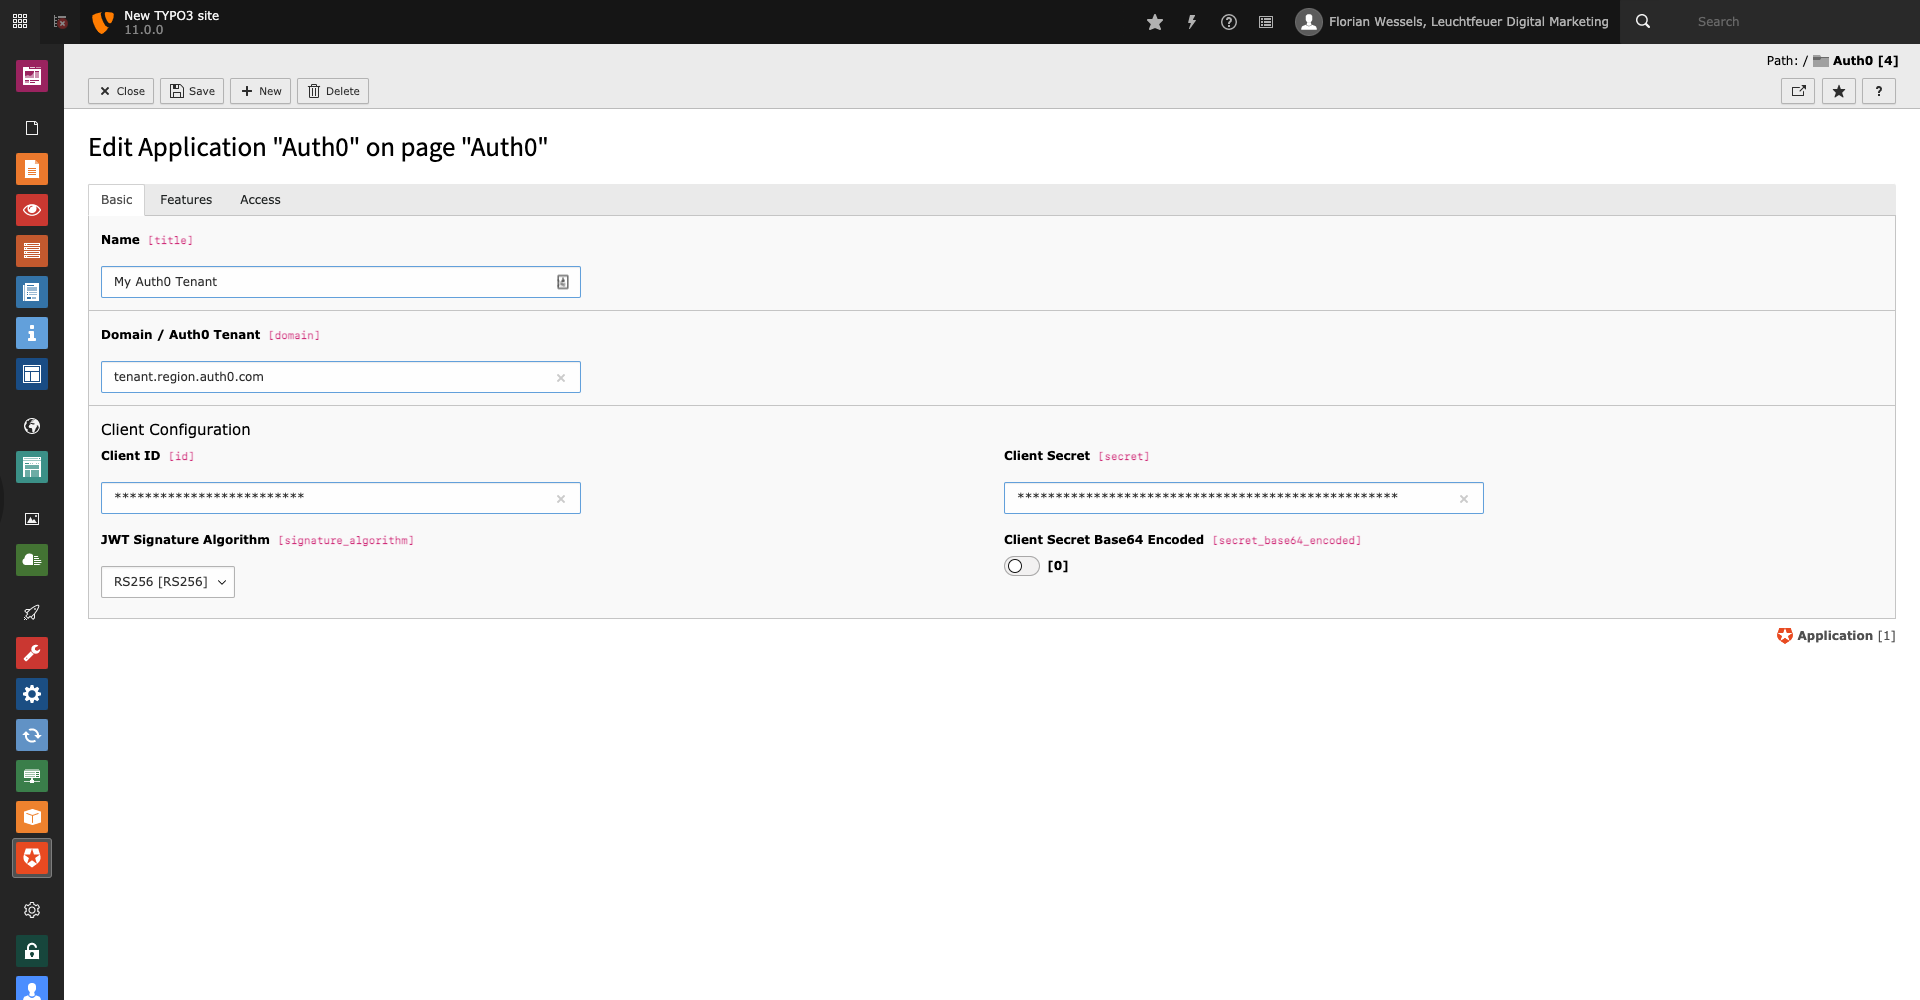 New TYPO3 site
11.0.0
Florian Wessels, Leuchtfeuer Digital Marketing
Search
Path: / Auth0 [4]
Close Save New Delete
?
Edit Application "Auth0" on page "Auth0"
Basic Features Access
Name [title]
My Auth0 Tenant
Domain / Auth0 Tenant [domain]
tenant.region.auth0.com
Client Configuration
Client ID [id]
Client Secret [secret]
*************************
**************************************************
JWT Signature Algorithm [signature_algorithm]
Client Secret Base64 Encoded [secret_base64_encoded]
RS256 [RS256]
[0]
Application [1]